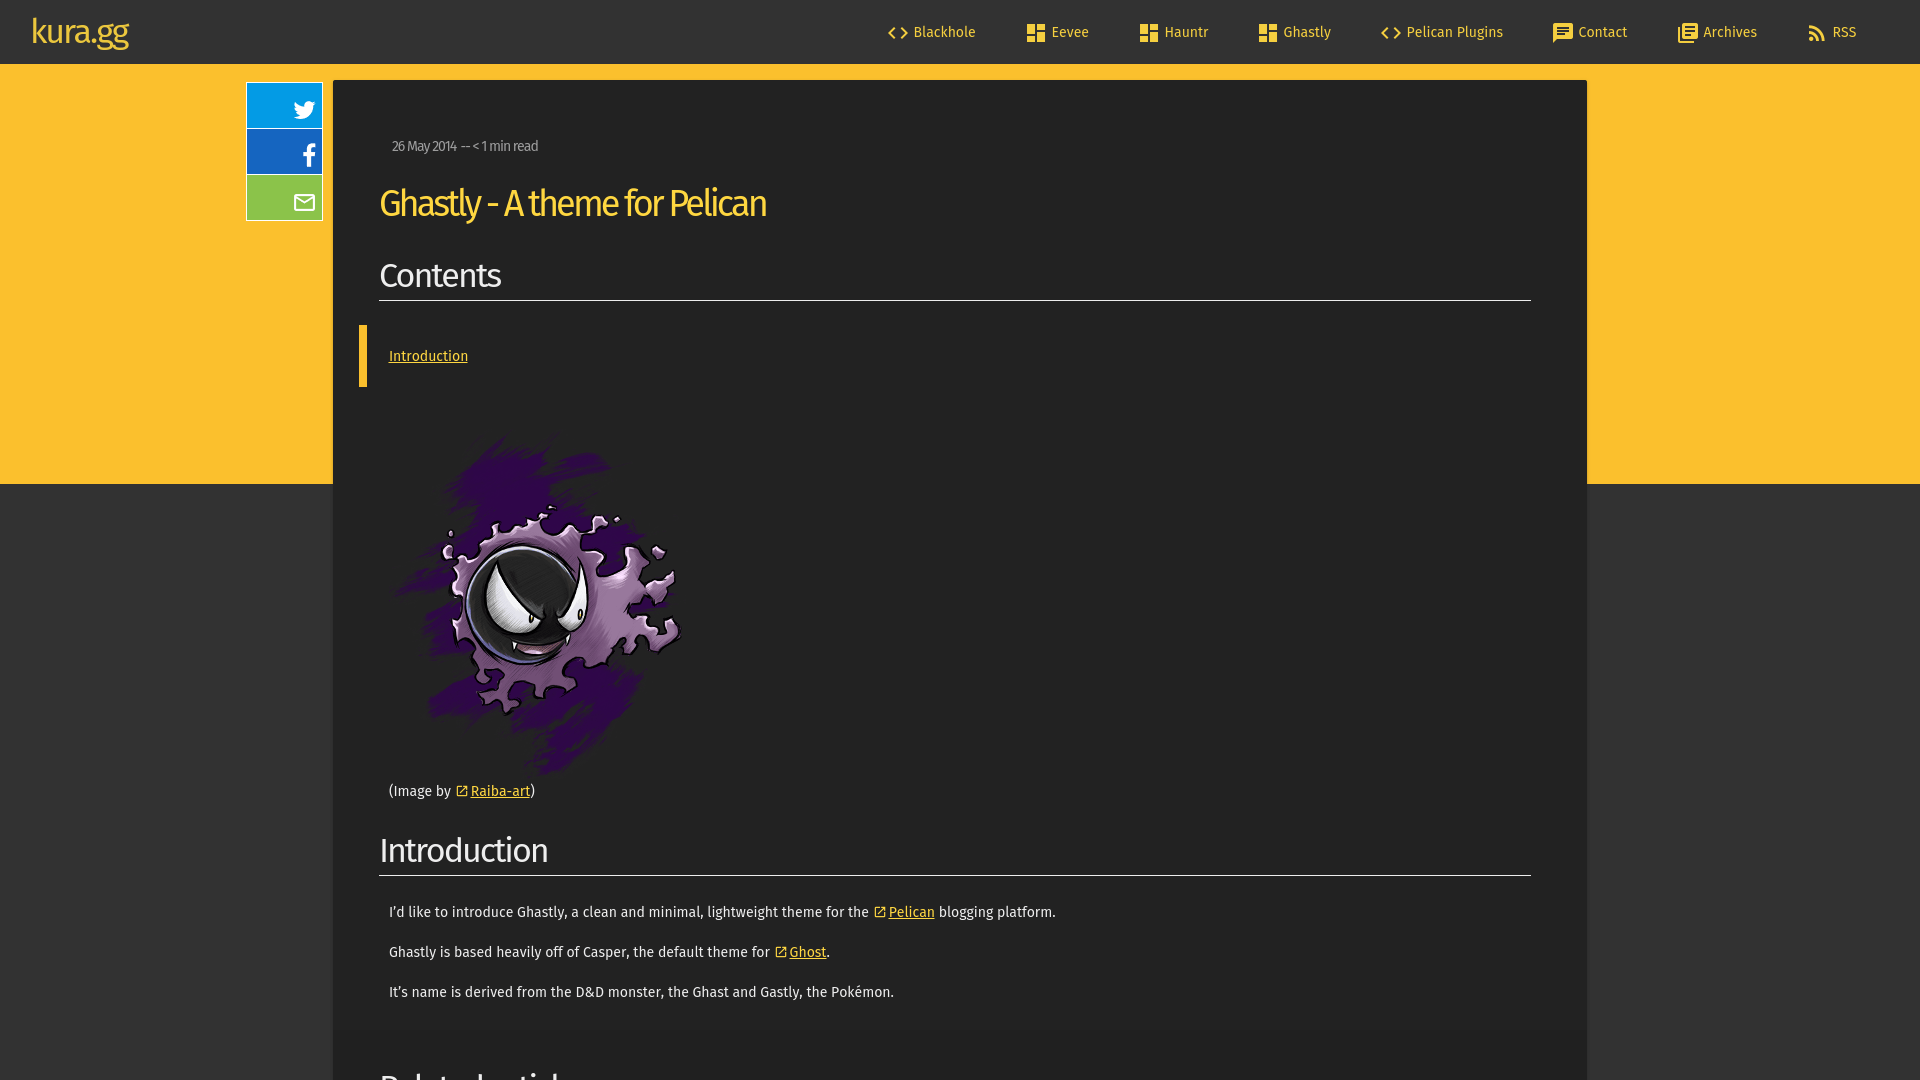 kura.gg
Blackhole
Eevee
Hauntr
Ghastly
Pelican Plugins
Contact
Archives
RSS
26 May 2014 -- < 1 min read
Ghastly - A theme for Pelican
Contents
Introduction
(Image by Raiba-art)
Introduction
I’d like to introduce Ghastly, a clean and minimal, lightweight theme for the Pelican blogging platform.
Ghastly is based heavily off of Casper, the default theme for Ghost.
It’s name is derived from the D&D monster, the Ghast and Gastly, the Pokémon.